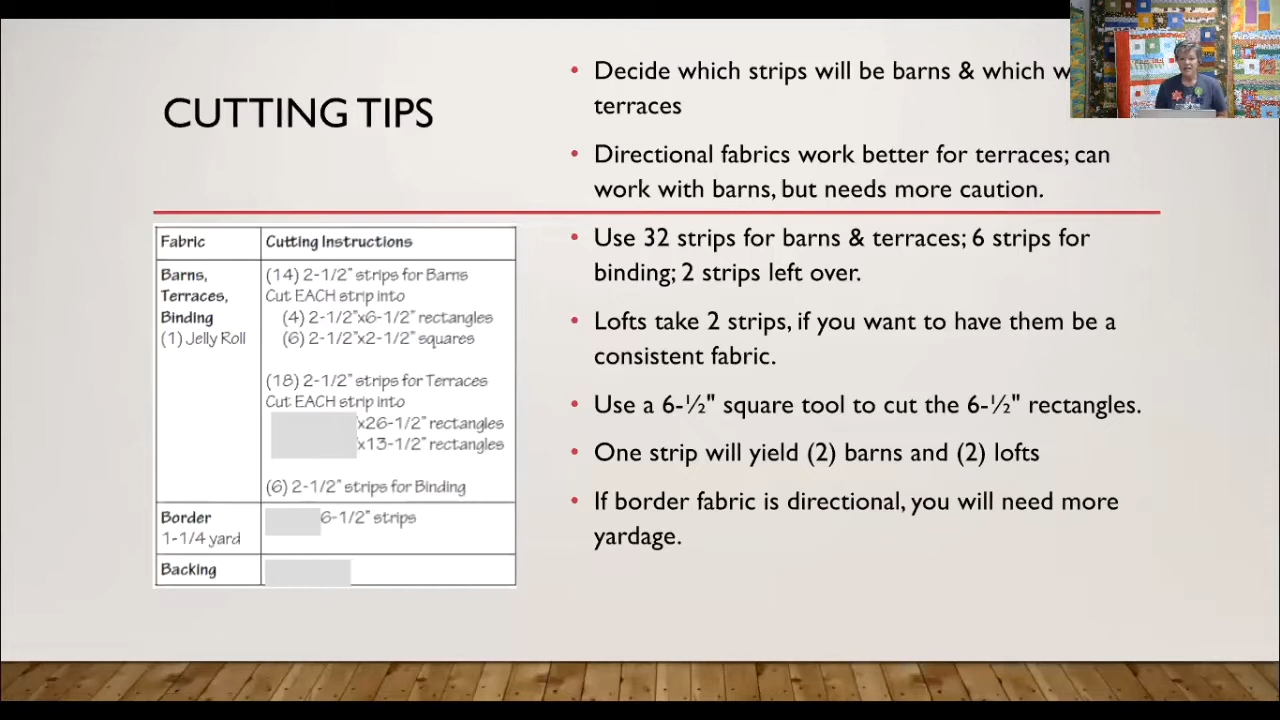 CUTTING TIPS
Fabric Cutting Instructions
Barns, (14) 2-1/2" strips for Barns
Terraces, Cut EACH strip into
Binding (4) 2-1/2"x6-1/2" rectangles
(1) Jelly Roll (6) 2-1/2"x2-1/2" squares
(18) 2-1/2" strips for Terraces
Cut EACH strip into
x26-1/2" rectangles
x13-1/2" rectangles
(6) 2-1/2" strips for Binding
Border 6-1/2" strips
1-1/4 yard
Backing
• Decide which strips will be barns & which
terraces
• Directional fabrics work better for terraces; can
work with barns, but needs more caution.
• Use 32 strips for barns & terraces; 6 strips for
binding; 2 strips left over.
• Lofts take 2 strips, if you want to have them be a
consistent fabric.
• Use a 6-½" square tool to cut the 6-½" rectangles.
• One strip will yield (2) barns and (2) lofts
• If border fabric is directional, you will need more
yardage.